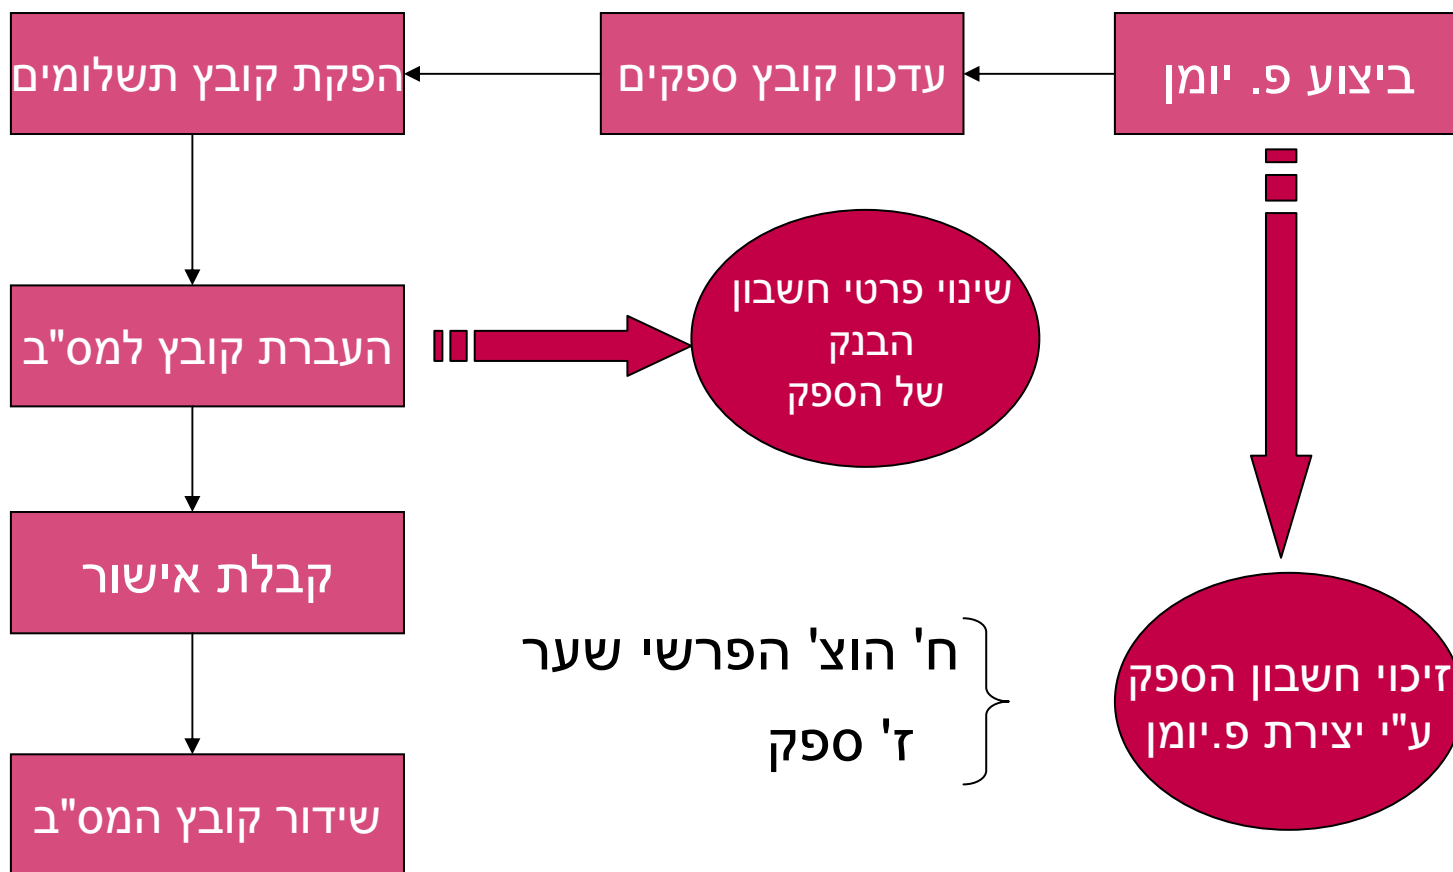 ביצוע פ. יומן
עדכון קובץ ספקים
הפקת קובץ תשלומים
העברת קובץ למס"ב
שינוי פרטי חשבון
הבנק
של הספק
קבלת אישור
שידור קובץ המס"ב
זיכוי חשבון הספק
ע"י יצירת פ.יומן
ח' הוצ' הפרשי שער
ז' ספק